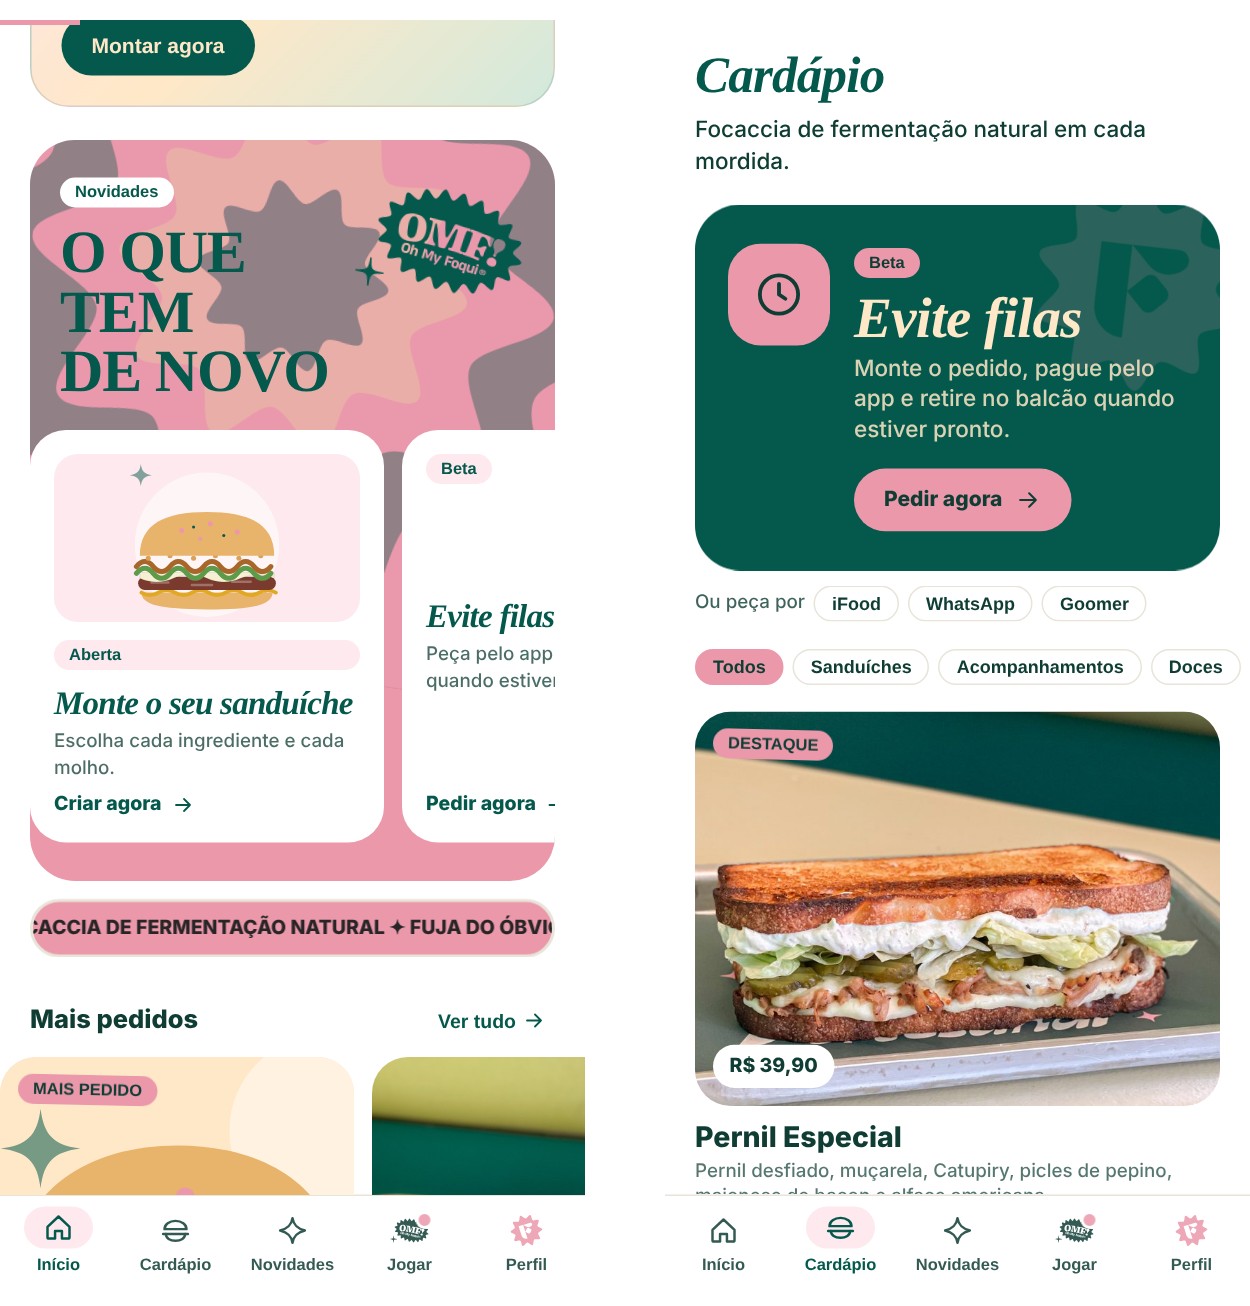 Montar agora
Novidades
O QUE
TEM
DE NOVO
OMF!
Oh My Foqui
Aberta
Monte o seu sanduíche
Escolha cada ingrediente e cada
molho.
Criar agora
Beta
Evite filas
Peça pelo app
quando
Pedir agora
FERMENTAÇÃO NATURAL ✦ FUJA DO
Mais pedidos
Ver tudo
MAIS PEDIDO
Início
Cardápio
Novidades
OMF!
Jogar
Perfil
Cardápio
Focaccia de fermentação natural em cada
mordida.
Beta
Evite filas
Monte o pedido, pague pelo
app e retire no balcão quando
estiver pronto.
Pedir agora
Ou peça por
iFood
WhatsApp
Goomer
Todos
Sanduíches
Acompanhamentos
Doces
DESTAQUE
R$ 39,90
Pernil Especial
Pernil desfiado, muçarela, Catupiry, picles de pepino,
Início
Cardápio
Novidades
OMF!
Jogar
Perfil